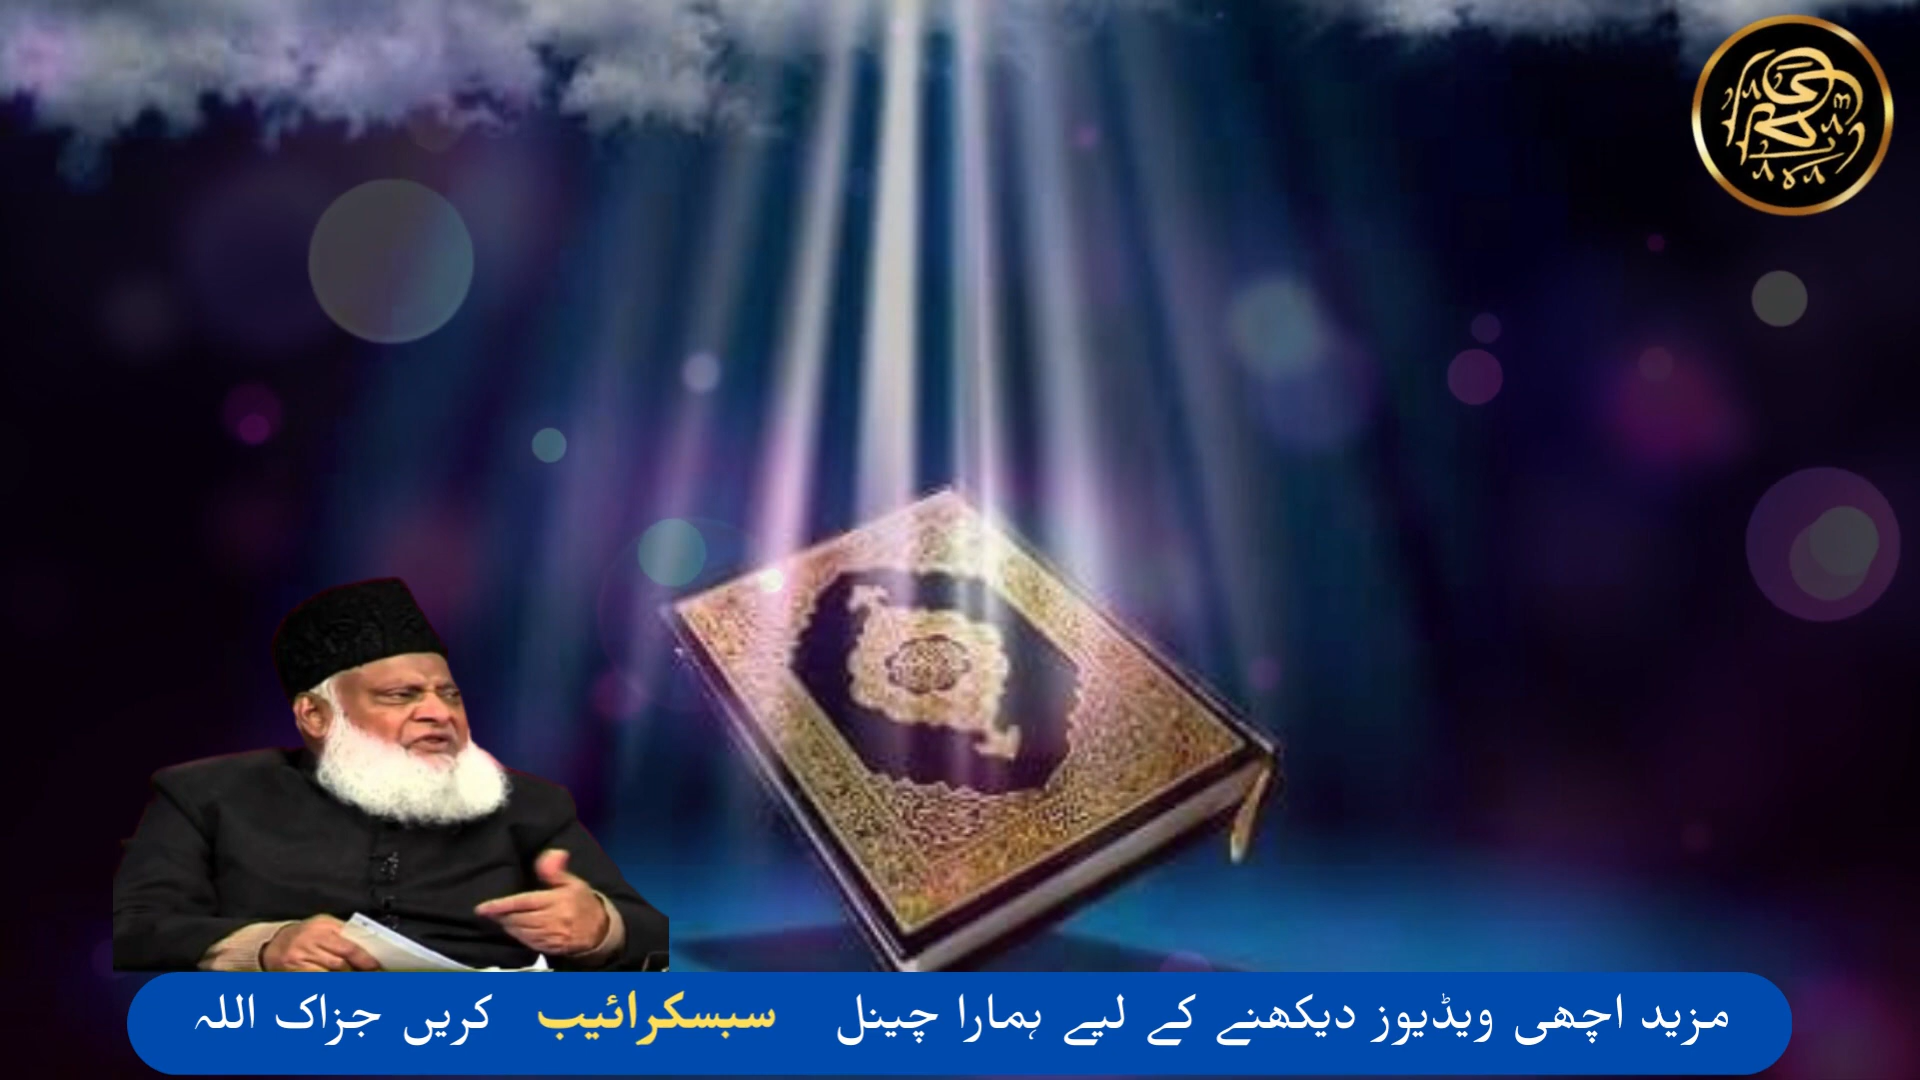 مزید اچھی ویڈیوز دیکھنے کے لیے ہمارا چینل سبسکرائیب کریں جزاک اللہ